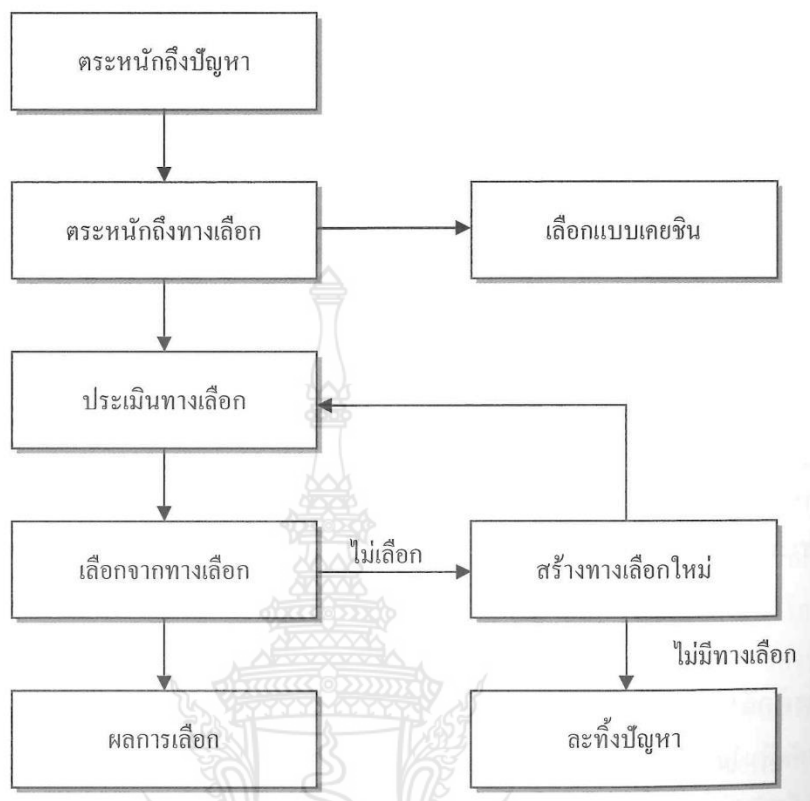 ตระหนักถึงปัญหา
ตระหนักถึงทางเลือก
เลือกแบบเคยชิน
ประเมินทางเลือก
เลือกจากทางเลือก
ไม่เลือก
สร้างทางเลือกใหม่
ไม่มีทางเลือก
ผลการเลือก
ละทิ้งปัญหา